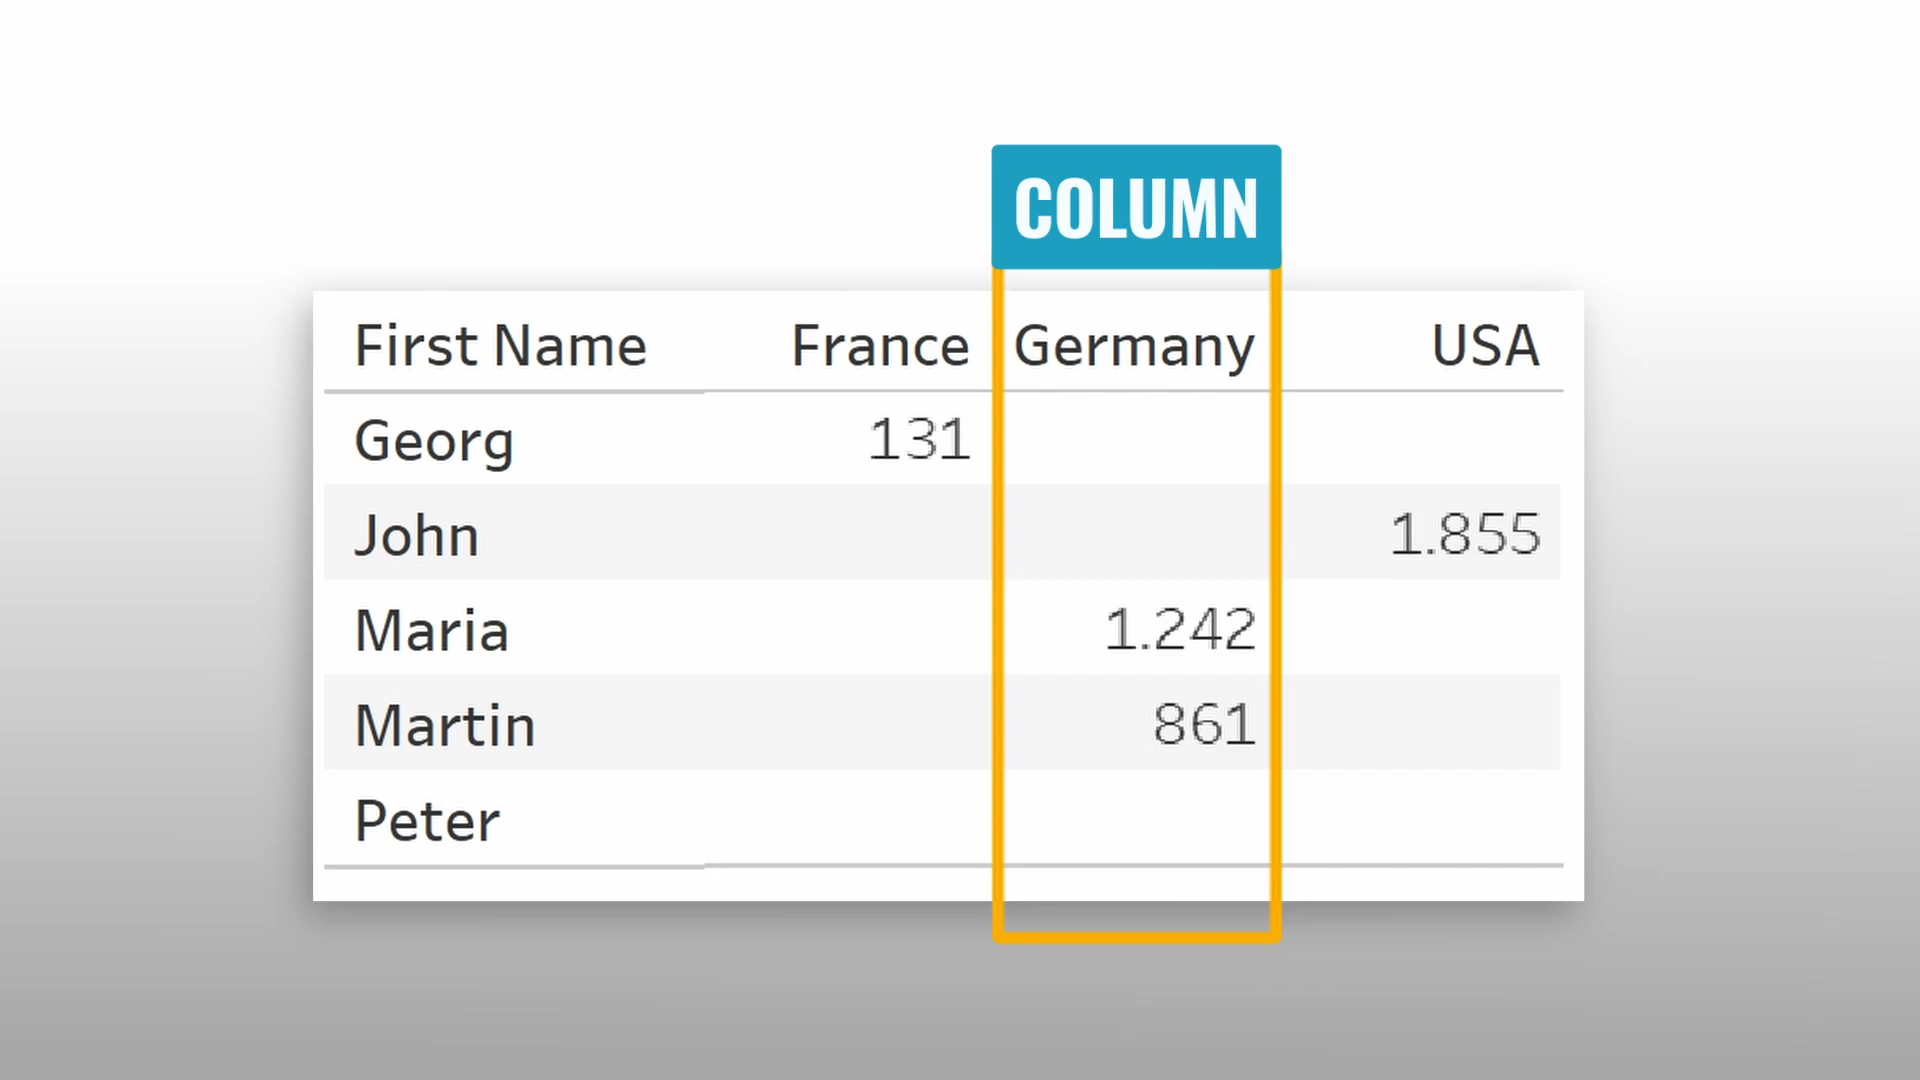 COLUMN
First Name France Germany USA
Georg 131
John 1.855
Maria 1.242
Martin 861
Peter